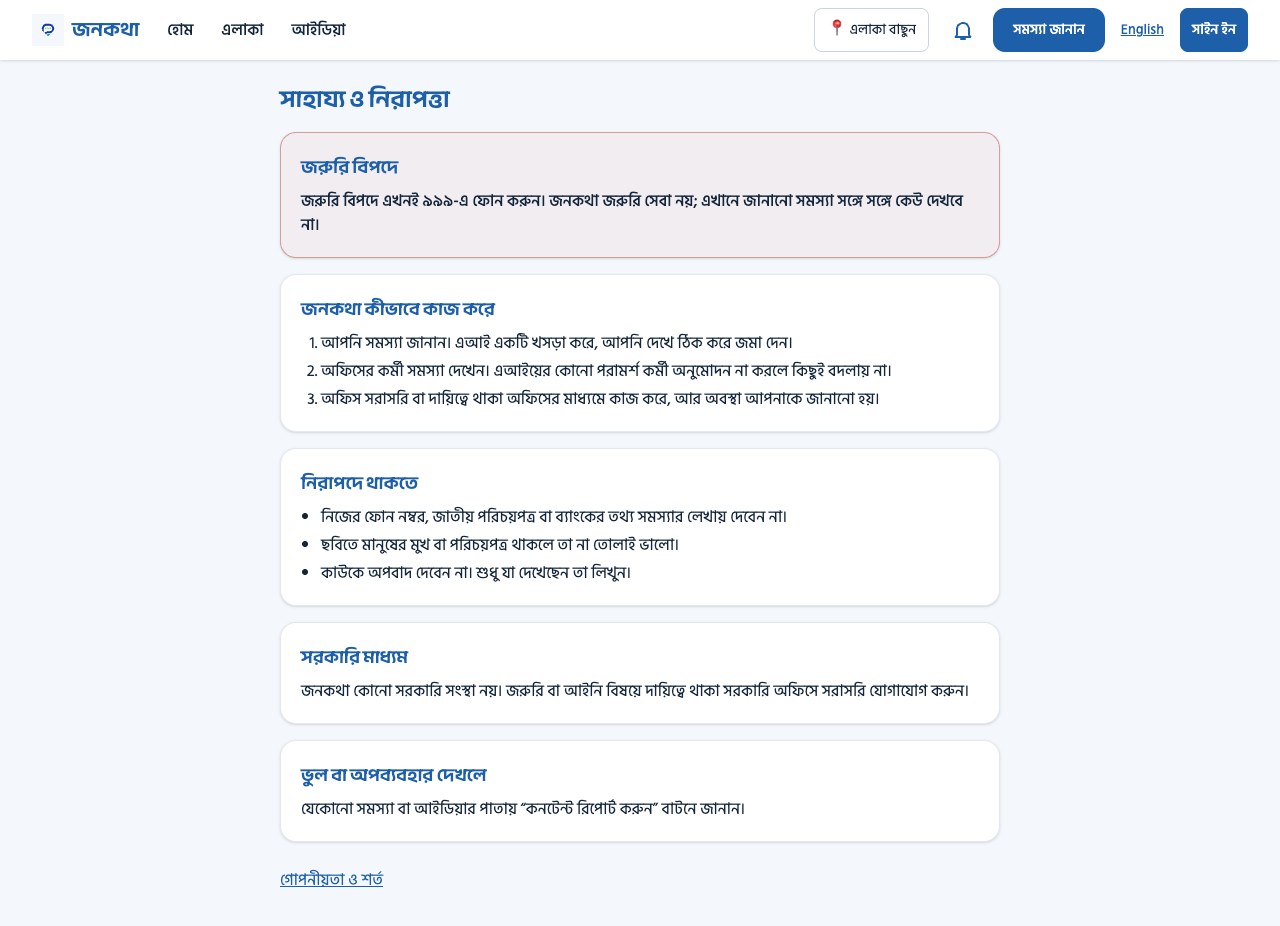 জনকথা
হোম
এলাকা
আইডিয়া
এলাকা বাছুন
সমস্যা জানান
English
সাইন ইন
সাহায্য ও নিরাপত্তা
জরুরি বিপদে
জরুরি বিপদে এখনই ৯৯৯-এ ফোন করুন। জনকথা জরুরি সেবা নয়; এখানে জানানো সমস্যা সঙ্গে সঙ্গে কেউ দেখবে
না।
জনকথা কীভাবে কাজ করে
1. আপনি সমস্যা জানান। এআই একটি খসড়া করে, আপনি দেখে ঠিক করে জমা দেন।
2. অফিসের কর্মী সমস্যা দেখেন। এআইয়ের কোনো পরামর্শ কর্মী অনুমোদন না করলে কিছুই বদলায় না।
3. অফিস সরাসরি বা দায়িত্বে থাকা অফিসের মাধ্যমে কাজ করে, আর অবস্থা আপনাকে জানানো হয়।
নিরাপদে থাকতে
• নিজের ফোন নম্বর, জাতীয় পরিচয়পত্র বা ব্যাংকের তথ্য সমস্যার লেখায় দেবেন না।
• ছবিতে মানুষের মুখ বা পরিচয়পত্র থাকলে তা না তোলাই ভালো।
• কাউকে অপবাদ দেবেন না। শুধু যা দেখেছেন তা লিখুন।
সরকারি মাধ্যম
জনকথা কোনো সরকারি সংস্থা নয়। জরুরি বা আইনি বিষয়ে দায়িত্বে থাকা সরকারি অফিসে সরাসরি যোগাযোগ করুন।
ভুল বা অপব্যবহার দেখলে
যেকোনো সমস্যা বা আইডিয়ার পাতায় “কনটেন্ট রিপোর্ট করুন” বাটনে জানান।
গোপনীয়তা ও শর্ত